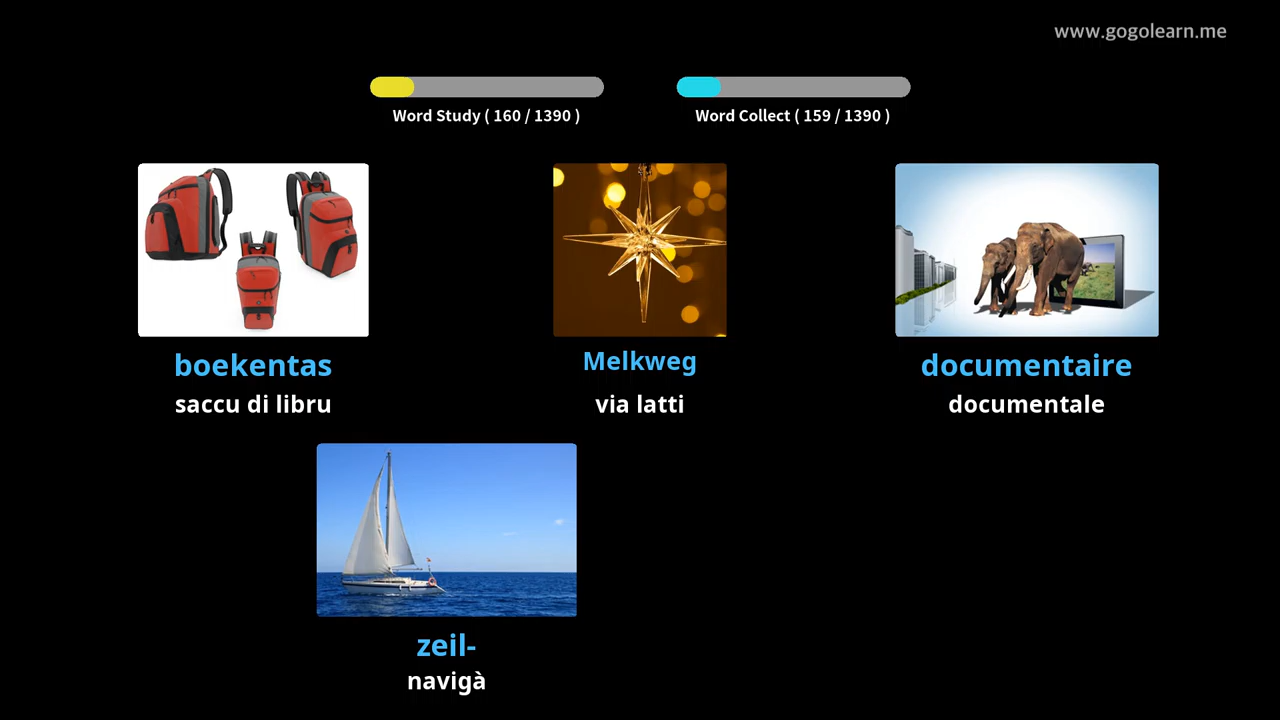 www.gogolearn.me
Word Study ( 160 / 1390 )
Word Collect ( 159 / 1390 )
boekentas
saccu di libru
Melkweg
via latti
documentaire
documentale
zeil-
navigà